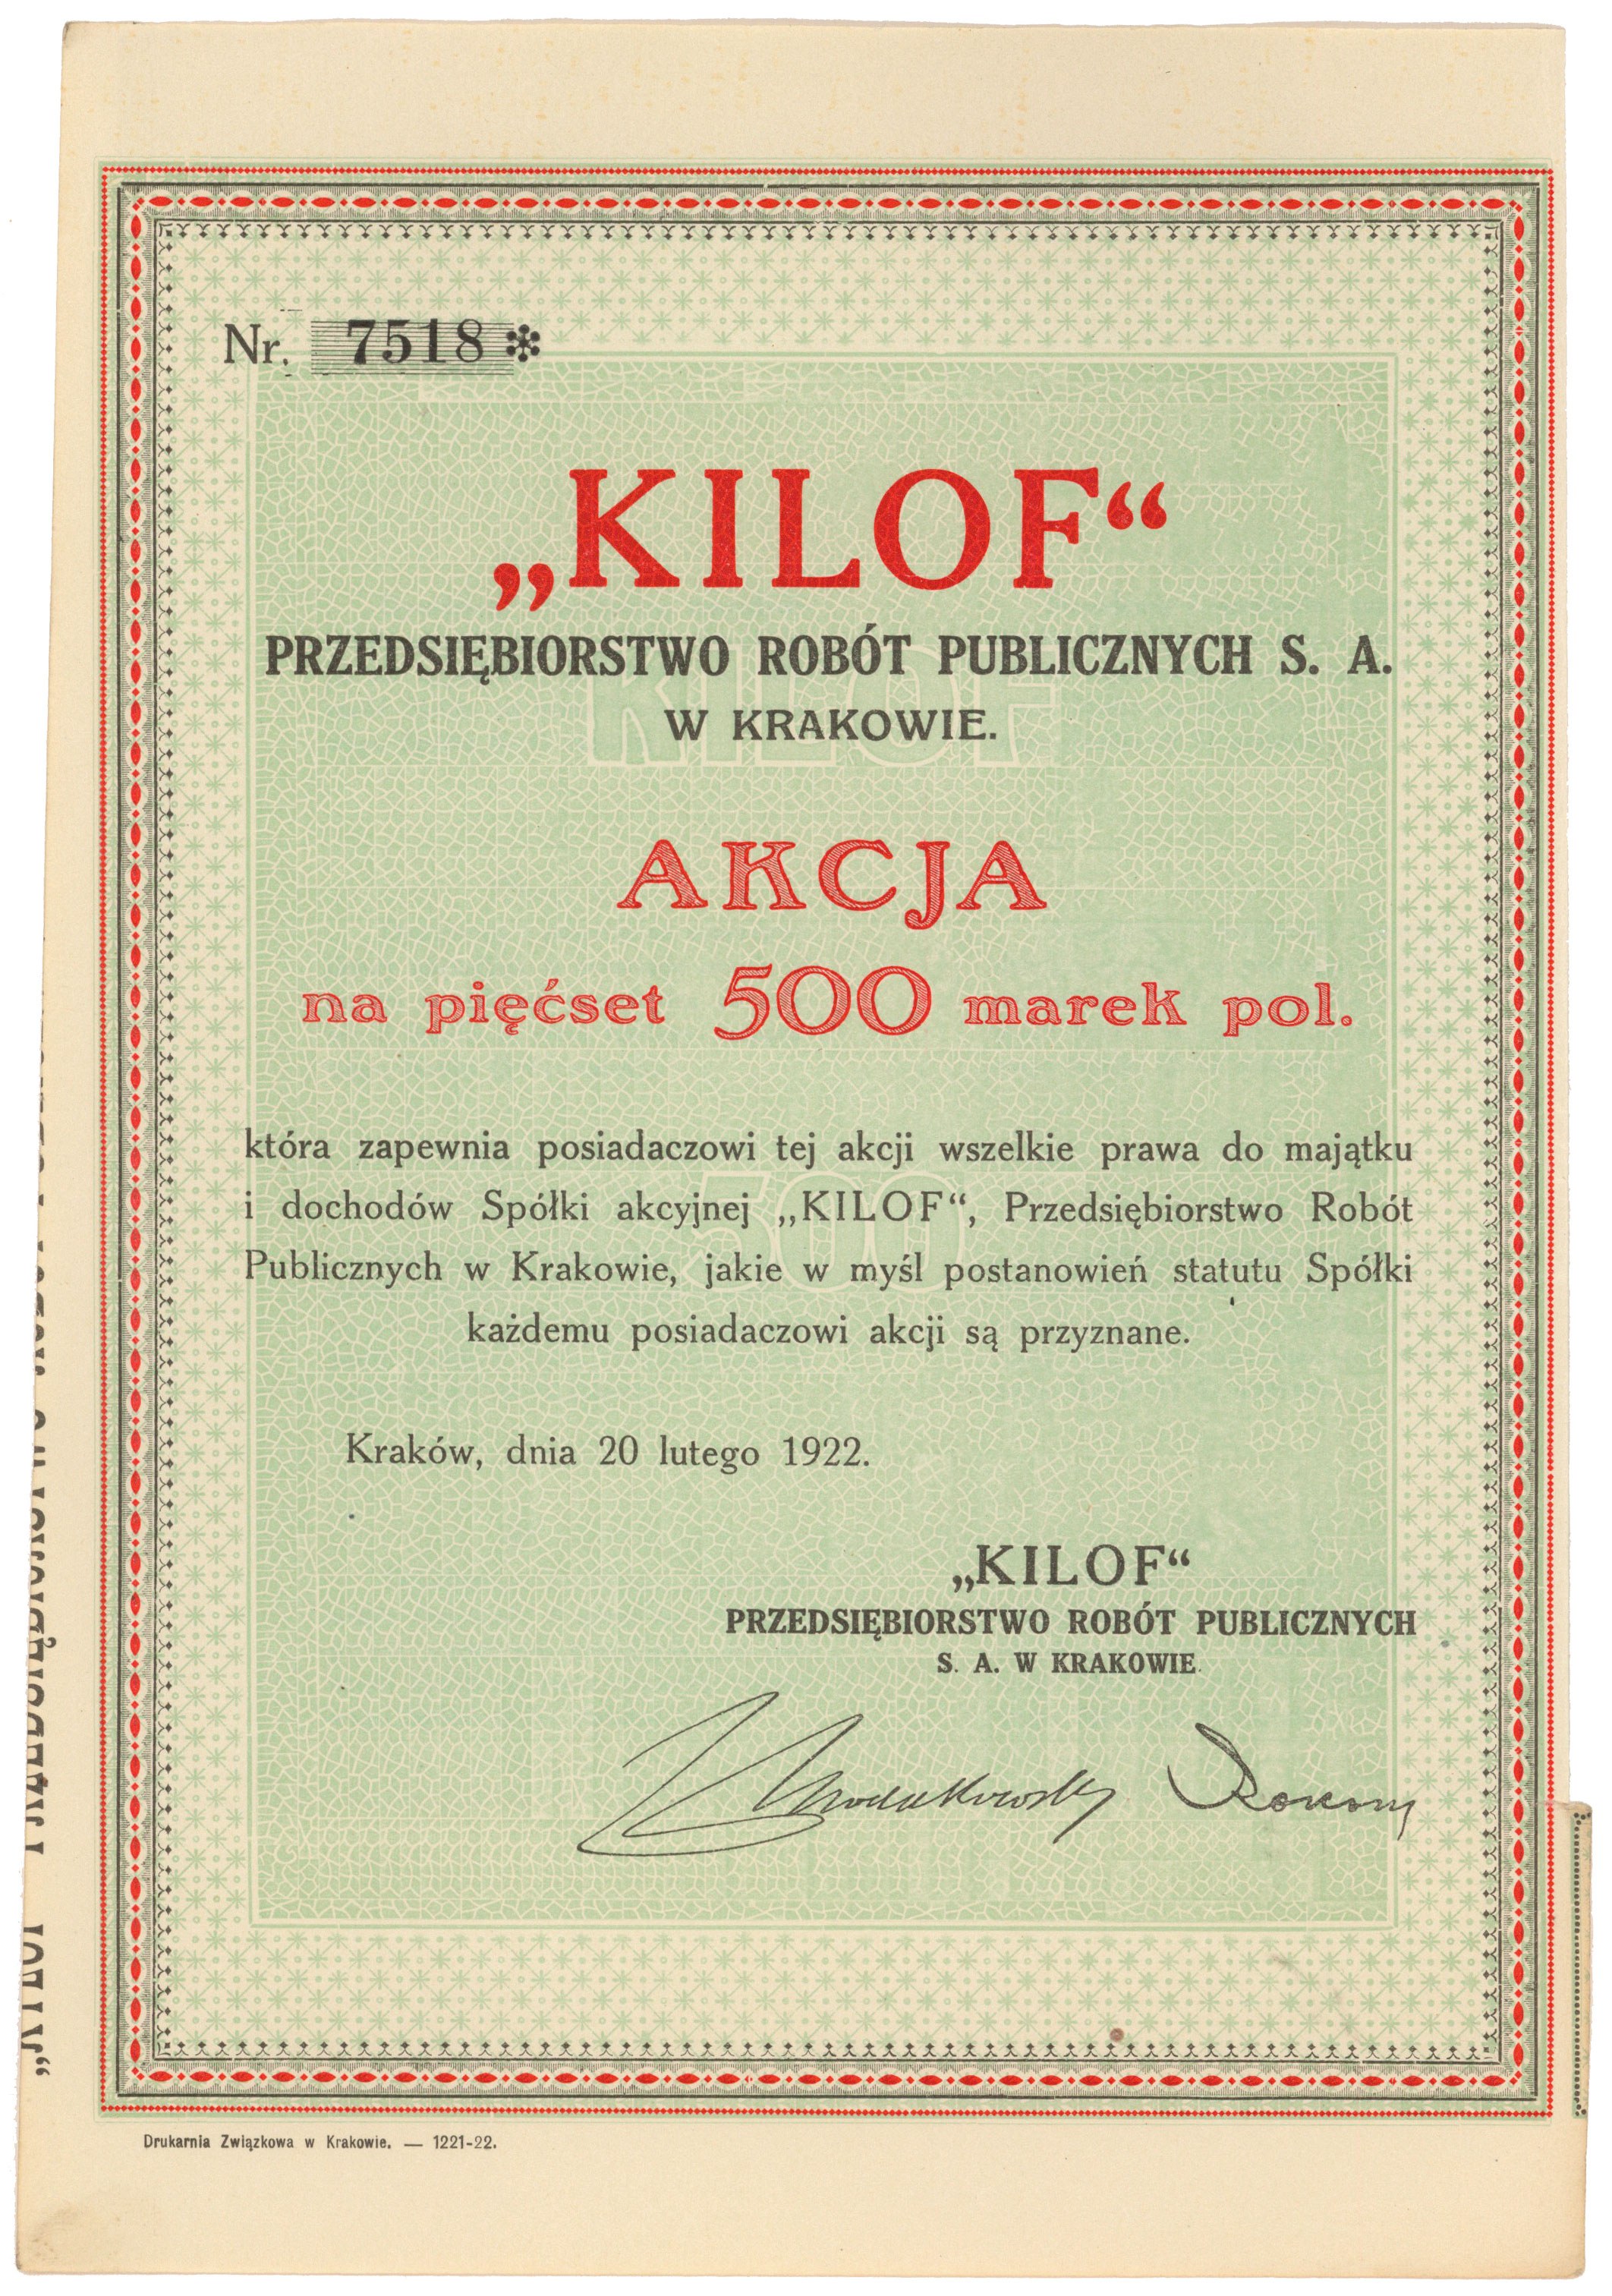 Nr. 7518 *
„KILOF“
PRZEDSIĘBIORSTWO ROBÓT PUBLICZNYCH S. A.
W KRAKOWIE.
KILOF
AKCJA
na pięćset 500 marek pol.
500
która zapewnia posiadaczowi tej akcji wszelkie prawa do majątku
i dochodów Spółki akcyjnej „KILOF“, Przedsiębiorstwo Robót
Publicznych w Krakowie, jakie w myśl postanowień statutu Spółki
każdemu posiadaczowi akcji są przyznane.
Kraków, dnia 20 lutego 1922.
„KILOF“
PRZEDSIĘBIORSTWO ROBÓT PUBLICZNYCH
S. A. W KRAKOWIE.
Drukarnia Związkowa w Krakowie. — 1221-22.